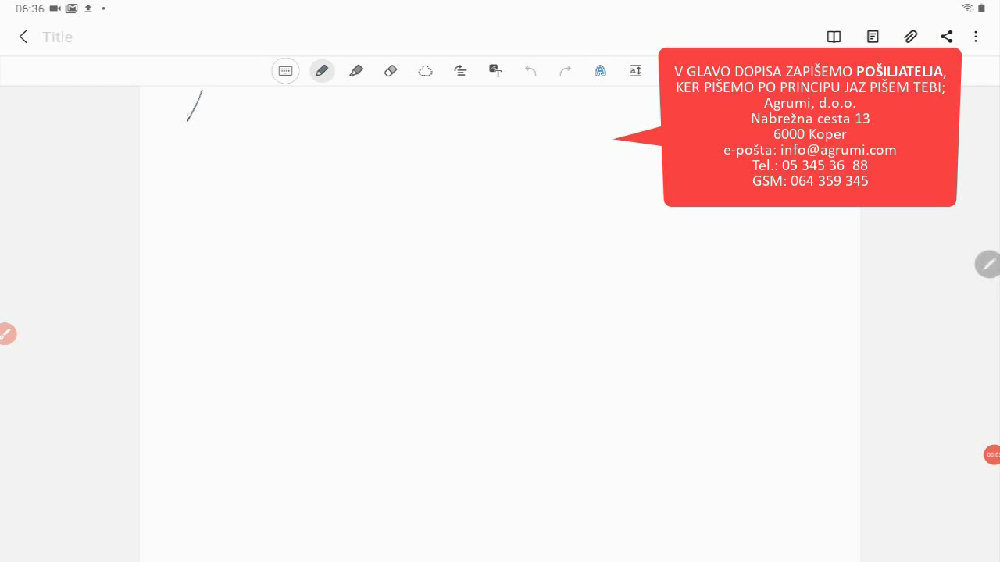 06:36
Title
V GLAVO DOPISA ZAPIŠEMO POŠILJATELJA,
KER PIŠEMO PO PRINCIPU JAZ PIŠEM TEBI;
Agrumi, d.o.o.
Nabrežna cesta 13
6000 Koper
e-pošta: info@agrumi.com
Tel.: 05 345 36  88
GSM: 064 359 345